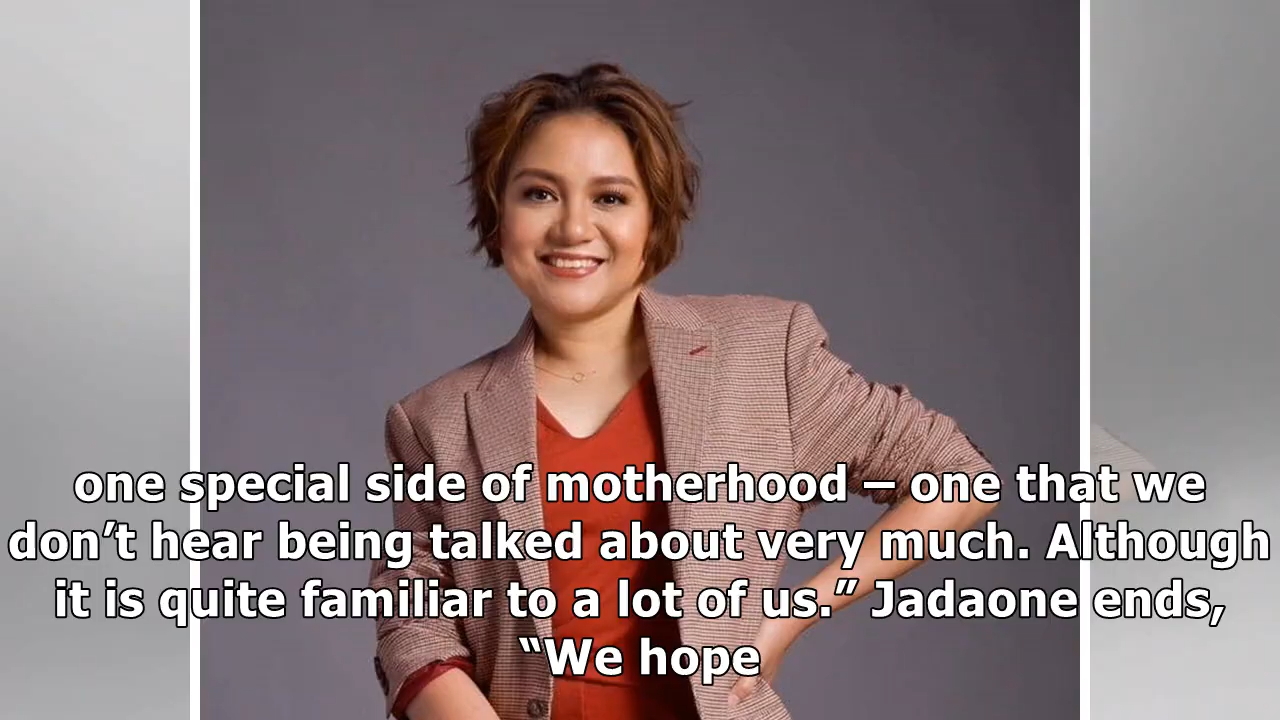 one special side of motherhood – one that we
don’t hear being talked about very much. Although
it is quite familiar to a lot of us.” Jadaone ends,
“We hope